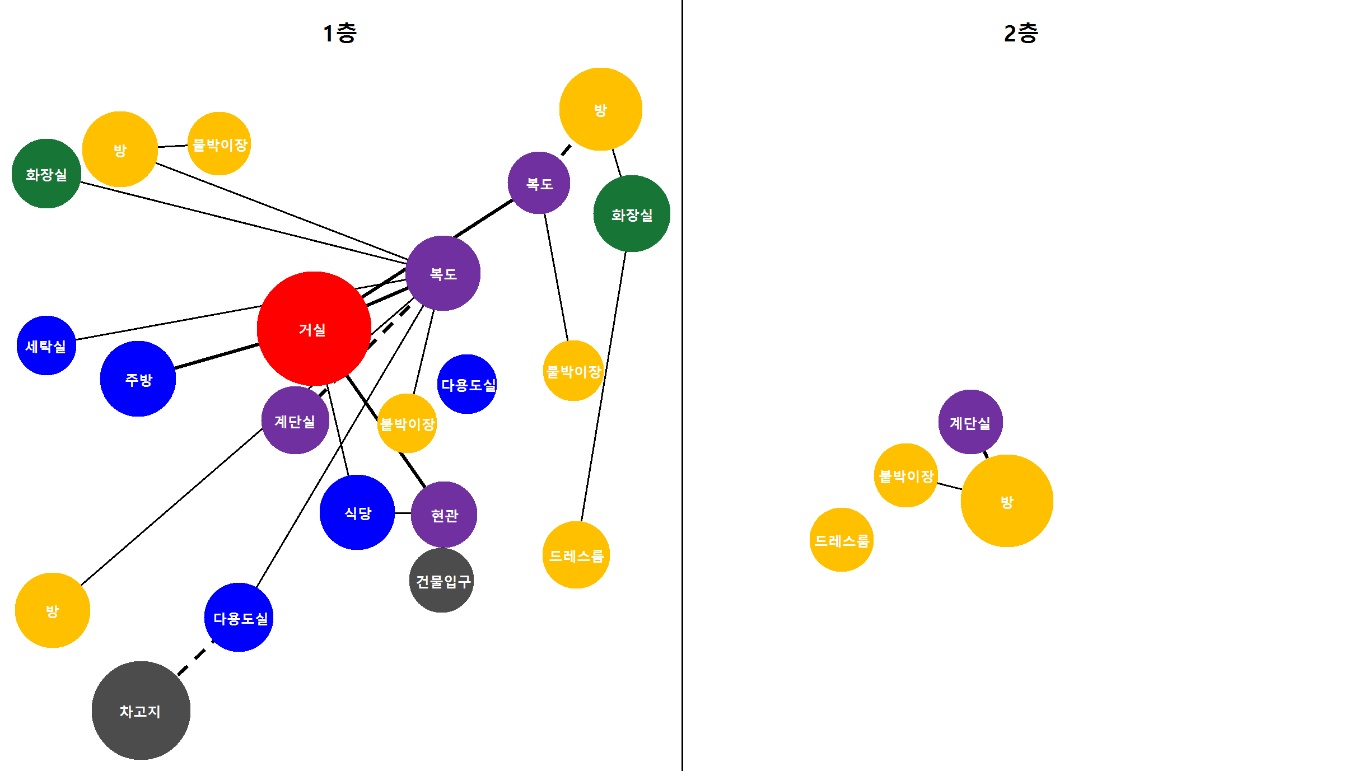 1층
2층
방
방
붙박이장
화장실
복도
화장실
복도
거실
세탁실
주방
붙박이장
다용도실
계단실
붙박이장
식당
현관
드레스룸
건물입구
방
다용도실
차고지
계단실
붙박이장
방
드레스룸